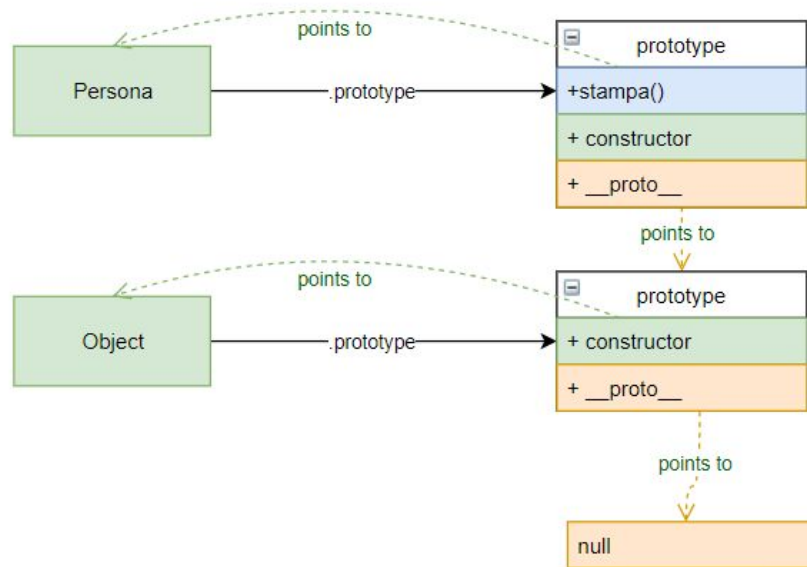 points to
prototype
Persona
.prototype
+stampa()
+ constructor
+ __proto__
points to
points to
prototype
Object
.prototype
+ constructor
+ __proto__
points to
null